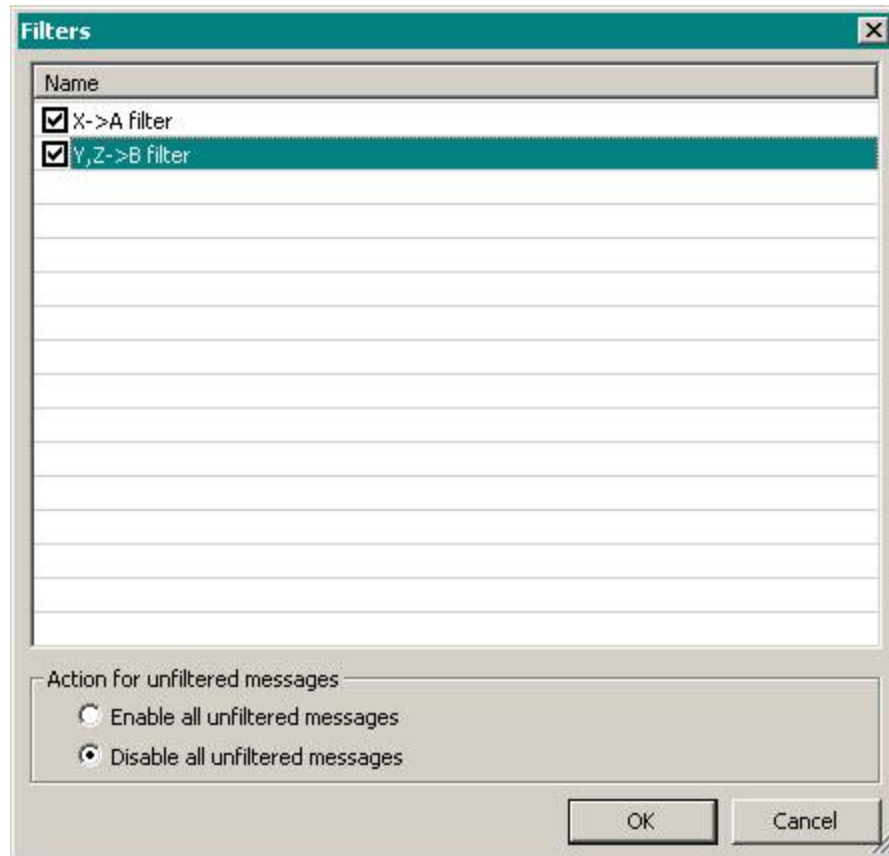 Filters
Name
X->A filter
Y,Z->B filter
Action for unfiltered messages
Enable all unfiltered messages
Disable all unfiltered messages
OK Cancel